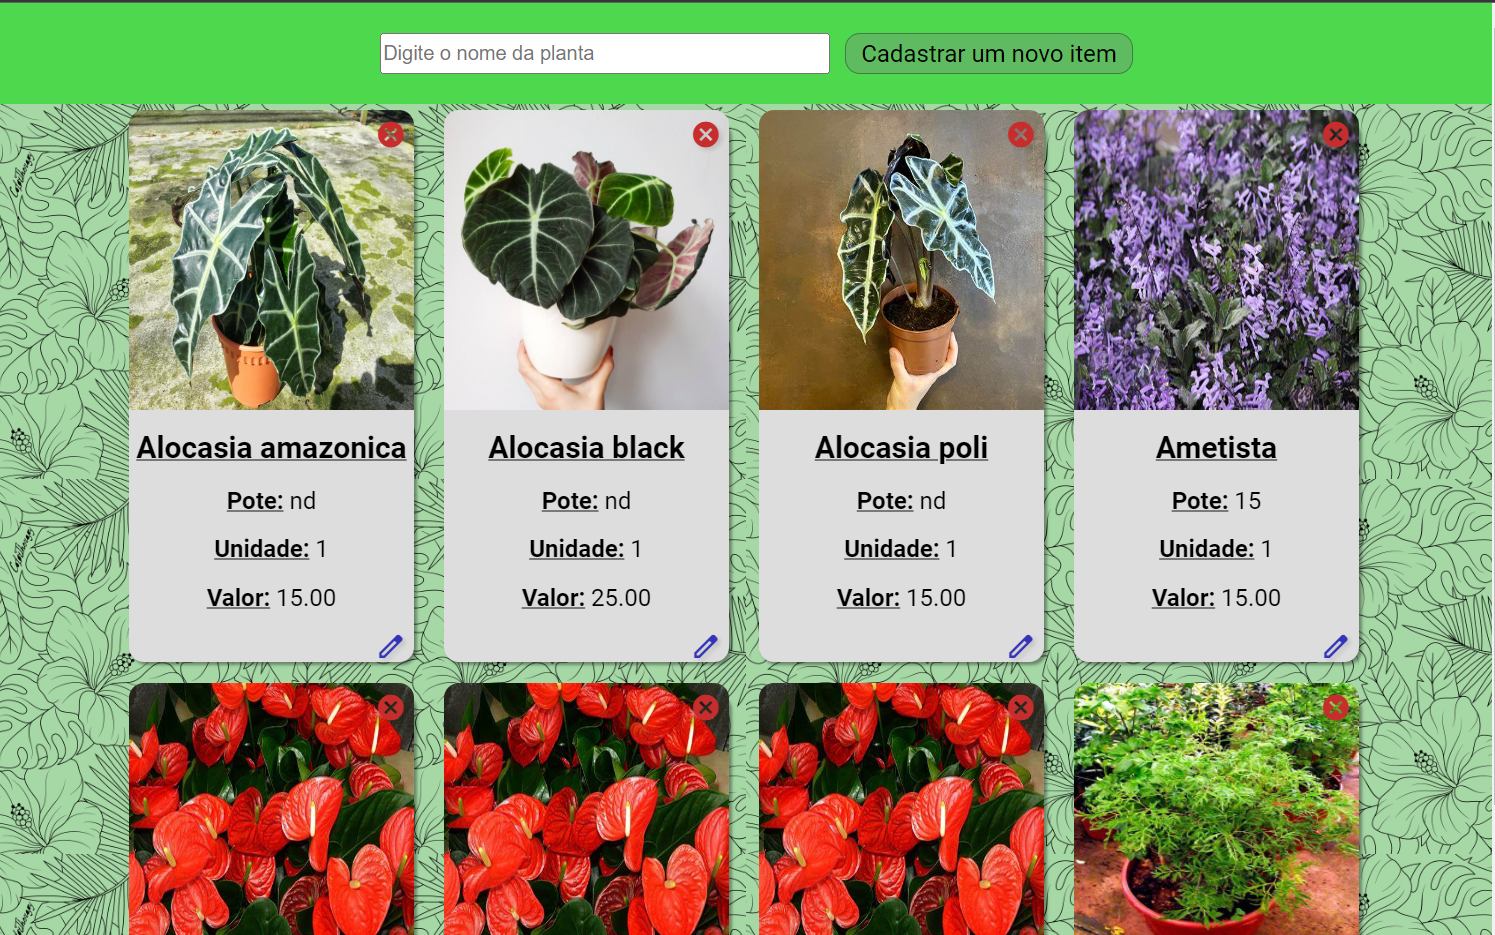 Digite o nome da planta
Cadastrar um novo item
Alocasia amazonica
Pote: nd
Unidade: 1
Valor: 15.00
Alocasia black
Pote: nd
Unidade: 1
Valor: 25.00
Alocasia poli
Pote: nd
Unidade: 1
Valor: 15.00
Ametista
Pote: 15
Unidade: 1
Valor: 15.00